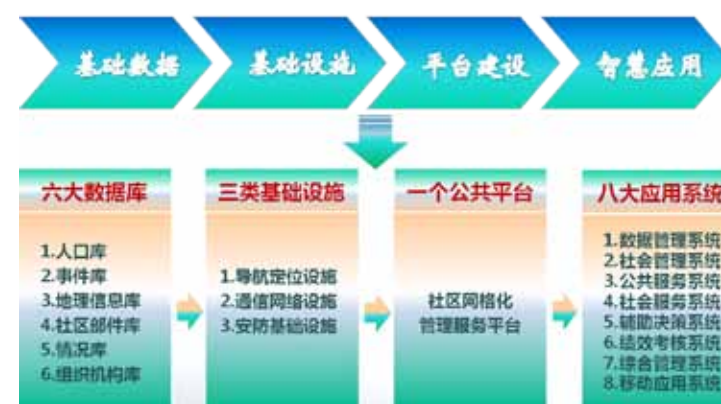 基础数据
基础设施
平台建设
智慧应用
六大数据库
1.人口库
2.事件库
3.地理信息库
4.社区部件库
5.情况库
6.组织机构库
三类基础设施
1.导航定位设施
2.通信网络设施
3.安防基础设施
一个公共平台
社区网格化
管理服务平台
八大应用系统
1.数据管理系统
2.社会管理系统
3.公共服务系统
4.社会服务系统
5.辅助决策系统
6.绩效考核系统
7.综合管理系统
8.移动应用系统